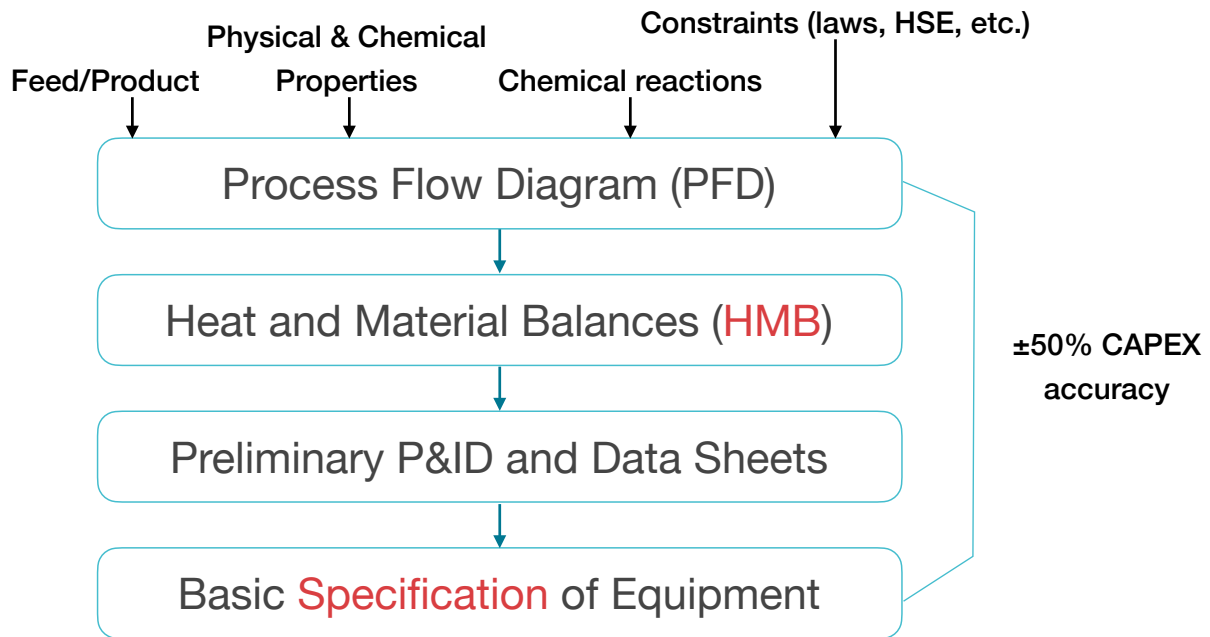 Constraints (laws, HSE, etc.)
Physical & Chemical
Feed/Product
Properties
Chemical reactions
Process Flow Diagram (PFD)
Heat and Material Balances (HMB)
±50% CAPEX
accuracy
Preliminary P&ID and Data Sheets
Basic Specification of Equipment